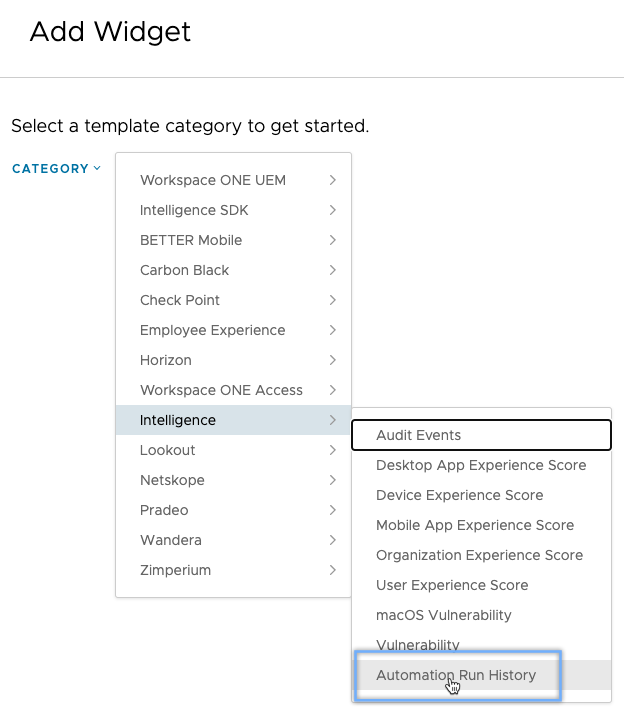 Add Widget
Select a template category to get started.
CATEGORY
Workspace ONE UEM
Intelligence SDK
BETTER Mobile
Carbon Black
Check Point
Employee Experience
Horizon
Workspace ONE Access
Intelligence
Lookout
Netskope
Pradeo
Wandera
Zimperium
Audit Events
Desktop App Experience Score
Device Experience Score
Mobile App Experience Score
Organization Experience Score
User Experience Score
macOS Vulnerability
Vulnerability
Automation Run History